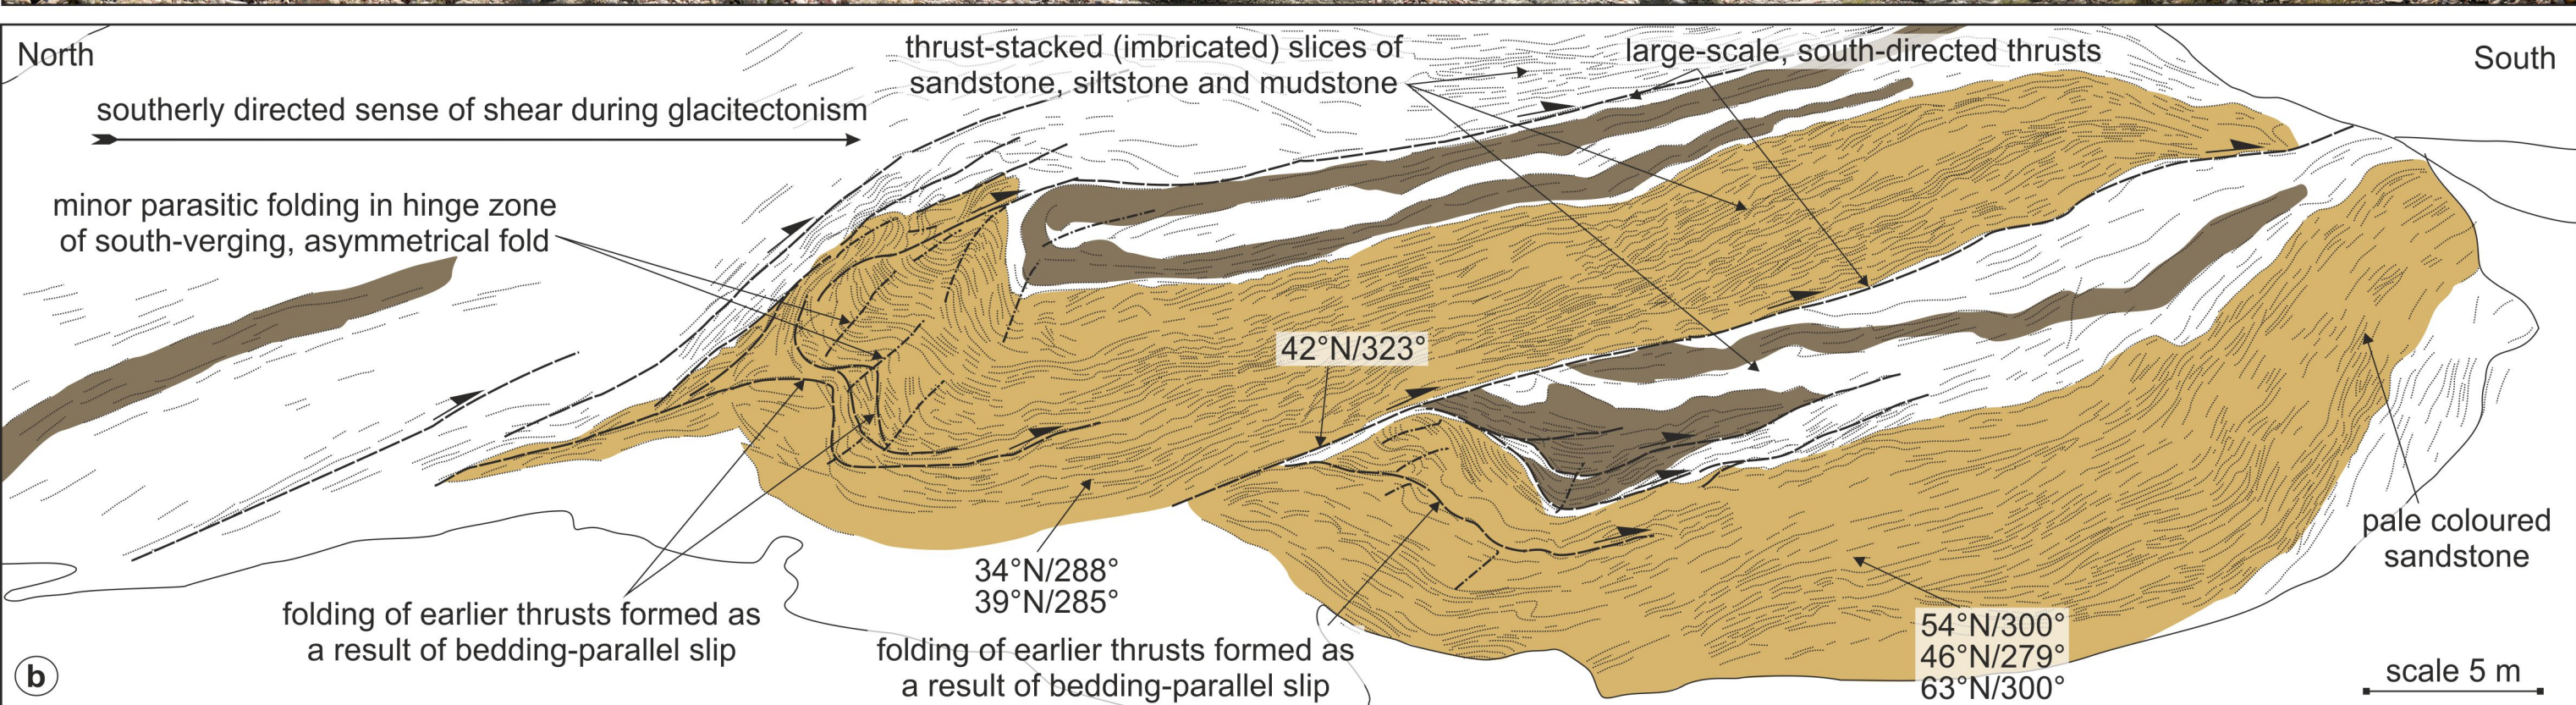 North
South
thrust-stacked (imbricated) slices of
sandstone, siltstone and mudstone
large-scale, south-directed thrusts
southerly directed sense of shear during glacitectonism
minor parasitic folding in hinge zone
of south-verging, asymmetrical fold
42°N/323°
pale coloured
sandstone
34°N/288°
39°N/285°
folding of earlier thrusts formed as
a result of bedding-parallel slip
folding of earlier thrusts formed as
a result of bedding-parallel slip
54°N/300°
46°N/279°
63°N/300°
scale 5 m
b